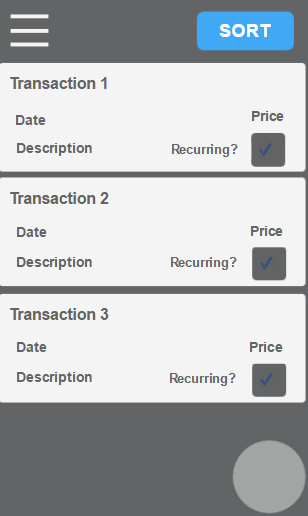 SORT
Transaction 1
Date Price
Description Recurring?
Transaction 2
Date Price
Description Recurring?
Transaction 3
Date Price
Description Recurring?